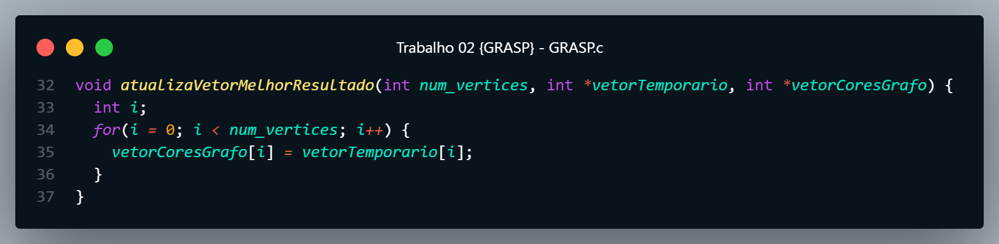 Trabalho 02 {GRASP} - GRASP.c
32 void atualizaVetorMelhorResultado(int num_vertices, int *vetorTemporario, int *vetorCoresGrafo) {
33   int i;
34   for(i = 0; i < num_vertices; i++) {
35     vetorCoresGrafo[i] = vetorTemporario[i];
36   }
37 }